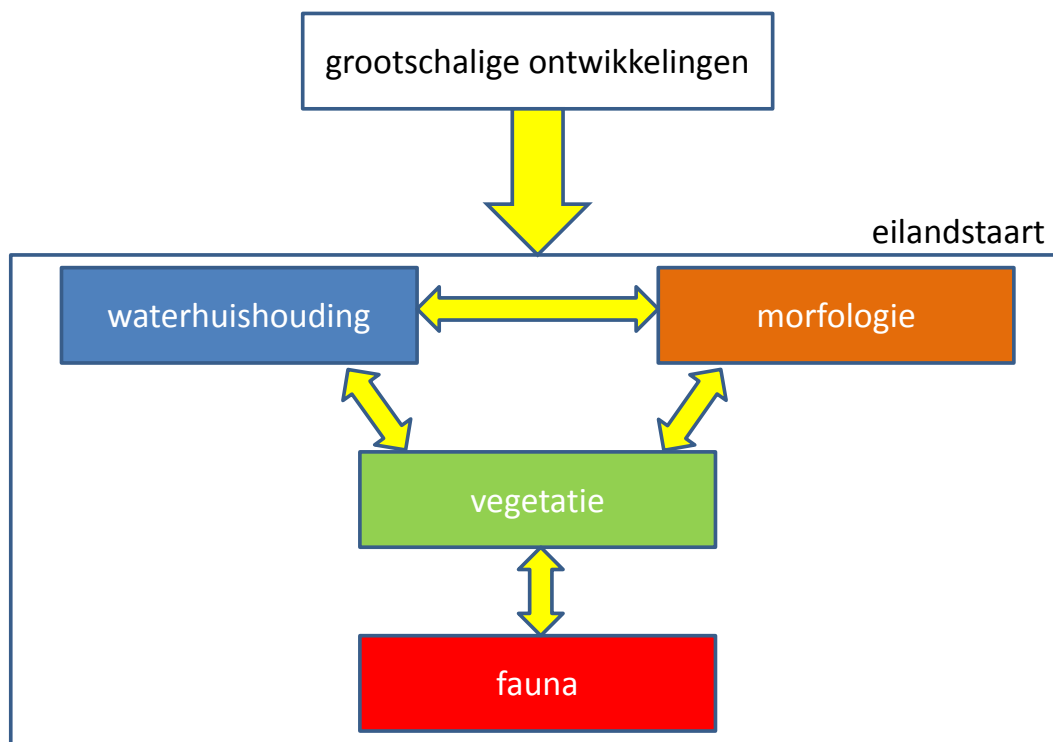 grootschalige ontwikkelingen
eilandstaart
waterhuishouding
morfologie
vegetatie
fauna